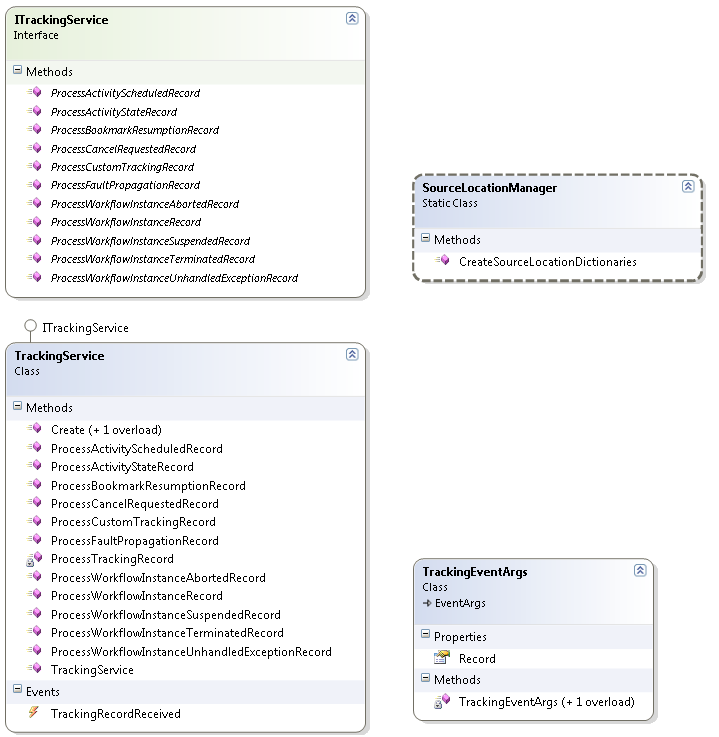 ITrackingService
Interface
Methods
ProcessActivityScheduledRecord
ProcessActivityStateRecord
ProcessBookmarkResumptionRecord
ProcessCancelRequestedRecord
ProcessCustomTrackingRecord
ProcessFaultPropagationRecord
ProcessWorkflowInstanceAbortedRecord
ProcessWorkflowInstanceRecord
ProcessWorkflowInstanceSuspendedRecord
ProcessWorkflowInstanceTerminatedRecord
ProcessWorkflowInstanceUnhandledExceptionRecord
SourceLocationManager
Static Class
Methods
CreateSourceLocationDictionaries
ITrackingService
TrackingService
Class
Methods
Create (+ 1 overload)
ProcessActivityScheduledRecord
ProcessActivityStateRecord
ProcessBookmarkResumptionRecord
ProcessCancelRequestedRecord
ProcessCustomTrackingRecord
ProcessFaultPropagationRecord
ProcessTrackingRecord
ProcessWorkflowInstanceAbortedRecord
ProcessWorkflowInstanceRecord
ProcessWorkflowInstanceSuspendedRecord
ProcessWorkflowInstanceTerminatedRecord
ProcessWorkflowInstanceUnhandledExceptionRecord
TrackingService
Events
TrackingRecordReceived
TrackingEventArgs
Class
EventArgs
Properties
Record
Methods
TrackingEventArgs (+ 1 overload)